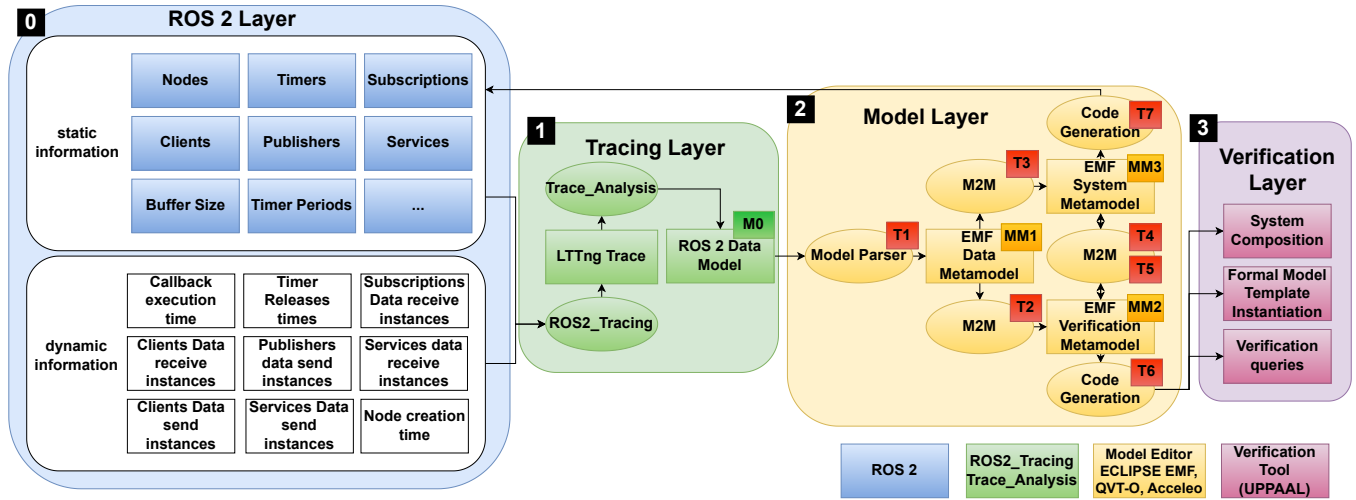 0
ROS 2 Layer
static
information
Nodes
Timers
Subscriptions
Clients
Publishers
Services
Buffer Size
Timer Periods
...
dynamic
information
Callback
execution
time
Timer
Releases
times
Subscriptions
Data receive
instances
Clients Data
receive
instances
Publishers
data send
instances
Services data
receive
instances
Clients Data
send
instances
Services Data
send
instances
Node creation
time
1
Tracing Layer
Trace_Analysis
LTTng Trace
ROS2_Tracing
M0
ROS 2 Data
Model
2
Model Layer
T1
Model Parser
MM1
EMF
Data
Metamodel
T3
M2M
T2
M2M
T7
Code
Generation
MM3
EMF
System
Metamodel
T4
M2M
T5
MM2
EMF
Verification
Metamodel
T6
Code
Generation
3
Verification
Layer
System
Composition
Formal Model
Template
Instantiation
Verification
queries
ROS 2
ROS2_Tracing
Trace_Analysis
Model Editor
ECLIPSE EMF,
QVT-O, Acceleo
Verification
Tool
(UPPAAL)